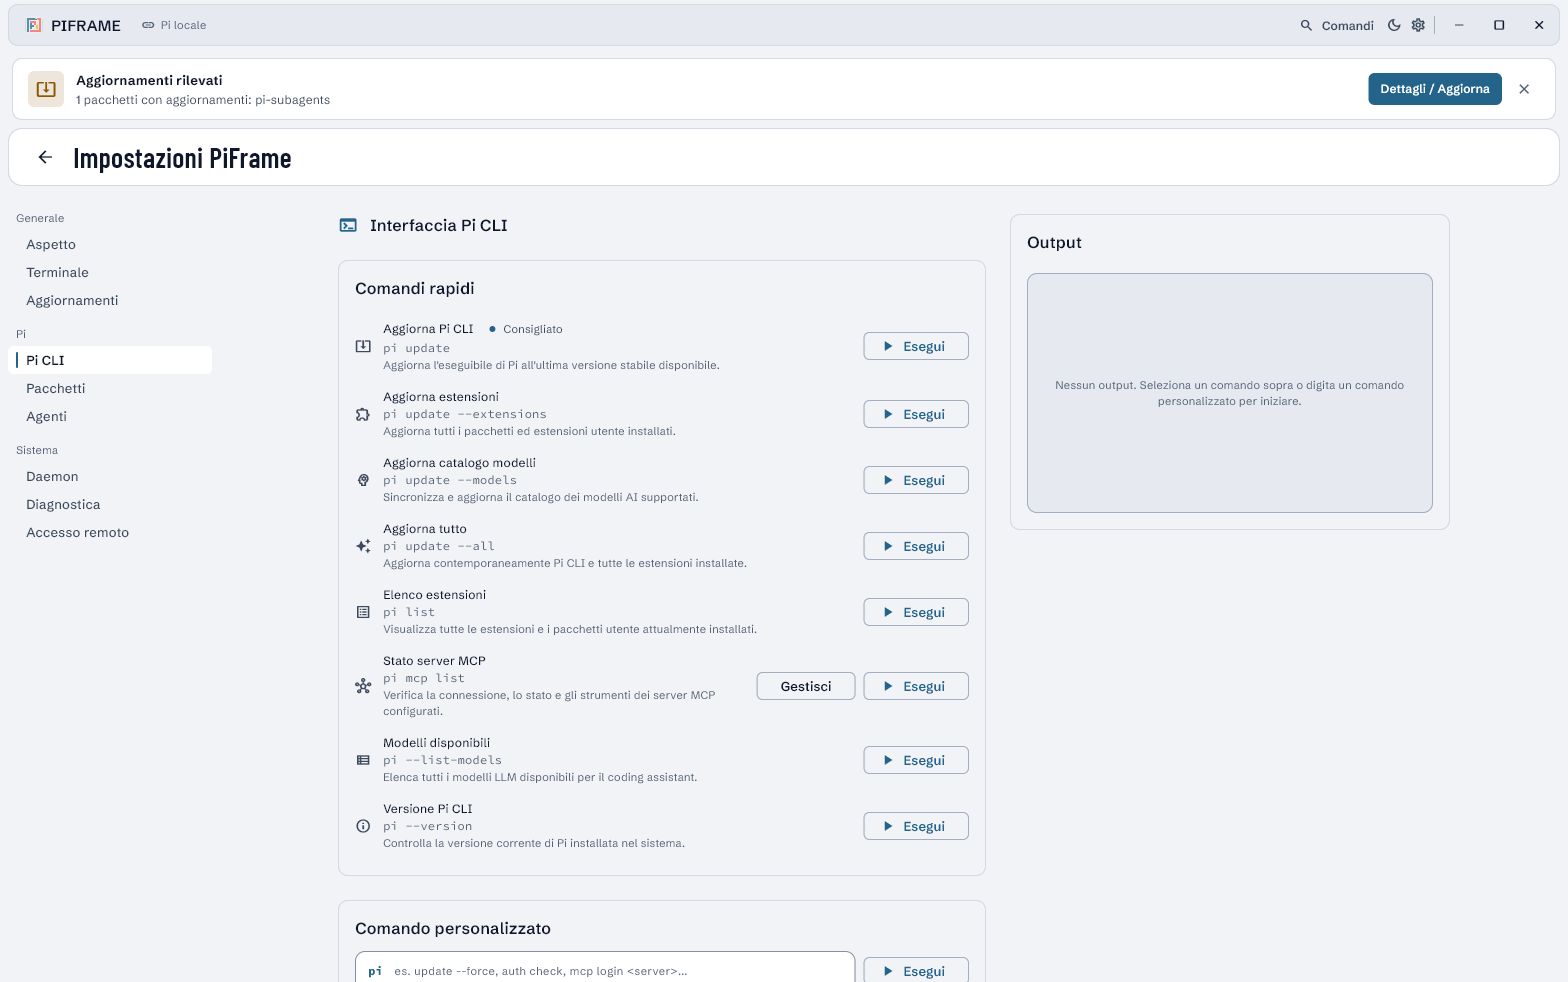 PIFRAME
Pi locale
Comandi
Aggiornamenti rilevati
1 pacchetti con aggiornamenti: pi-subagents
Dettagli / Aggiorna
Impostazioni PiFrame
Generale
Aspetto
Terminale
Aggiornamenti
Pi
Pi CLI
Pacchetti
Agenti
Sistema
Daemon
Diagnostica
Accesso remoto
Interfaccia Pi CLI
Comandi rapidi
Aggiorna Pi CLI
Consigliato
pi update
Aggiorna l'eseguibile di Pi all'ultima versione stabile disponibile.
Esegui
Aggiorna estensioni
pi update --extensions
Aggiorna tutti i pacchetti ed estensioni utente installati.
Esegui
Aggiorna catalogo modelli
pi update --models
Sincronizza e aggiorna il catalogo dei modelli AI supportati.
Esegui
Aggiorna tutto
pi update --all
Aggiorna contemporaneamente Pi CLI e tutte le estensioni installate.
Esegui
Elenco estensioni
pi list
Visualizza tutte le estensioni e i pacchetti utente attualmente installati.
Esegui
Stato server MCP
pi mcp list
Verifica la connessione, lo stato e gli strumenti dei server MCP
configurati.
Gestisci
Esegui
Modelli disponibili
pi --list-models
Elenca tutti i modelli LLM disponibili per il coding assistant.
Esegui
Versione Pi CLI
pi --version
Controlla la versione corrente di Pi installata nel sistema.
Esegui
Comando personalizzato
pi es. update --force, auth check, mcp login <server>...
Esegui
Output
Nessun output. Seleziona un comando sopra o digita un comando
personalizzato per iniziare.